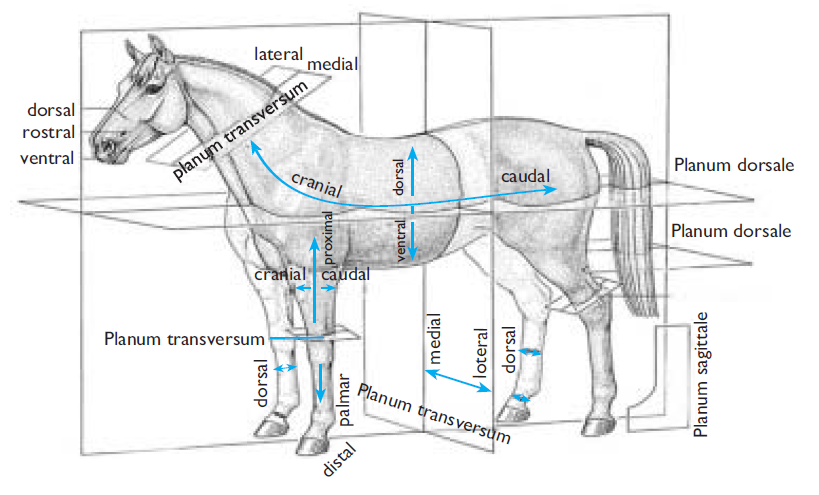 lateral
medial
dorsal
rostral
ventral
planum transversum
cranial
dorsal
caudal
Planum dorsale
proximal
ventral
Planum dorsale
cranial
caudal
Planum transversum
dorsal
palmar
distal
medial
loteral
dorsal
Planum transversum
Planum sagittale